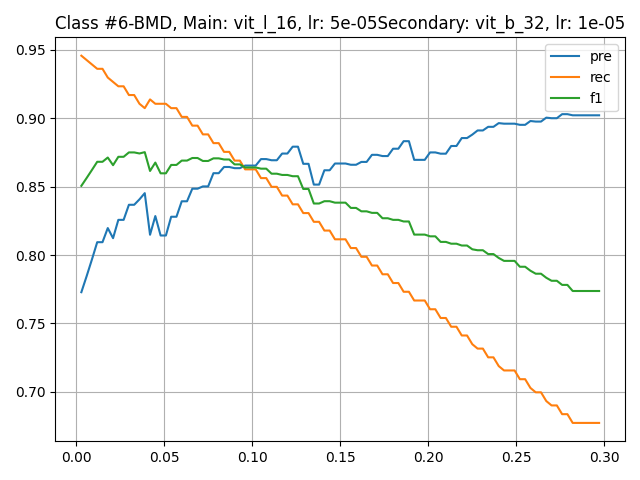 Class #6-BMD, Main: vit_l_16, lr: 5e-05Secondary: vit_b_32, lr: 1e-05
0.95
0.90
0.85
0.80
0.75
0.70
pre
rec
f1
0.00 0.05 0.10 0.15 0.20 0.25 0.30